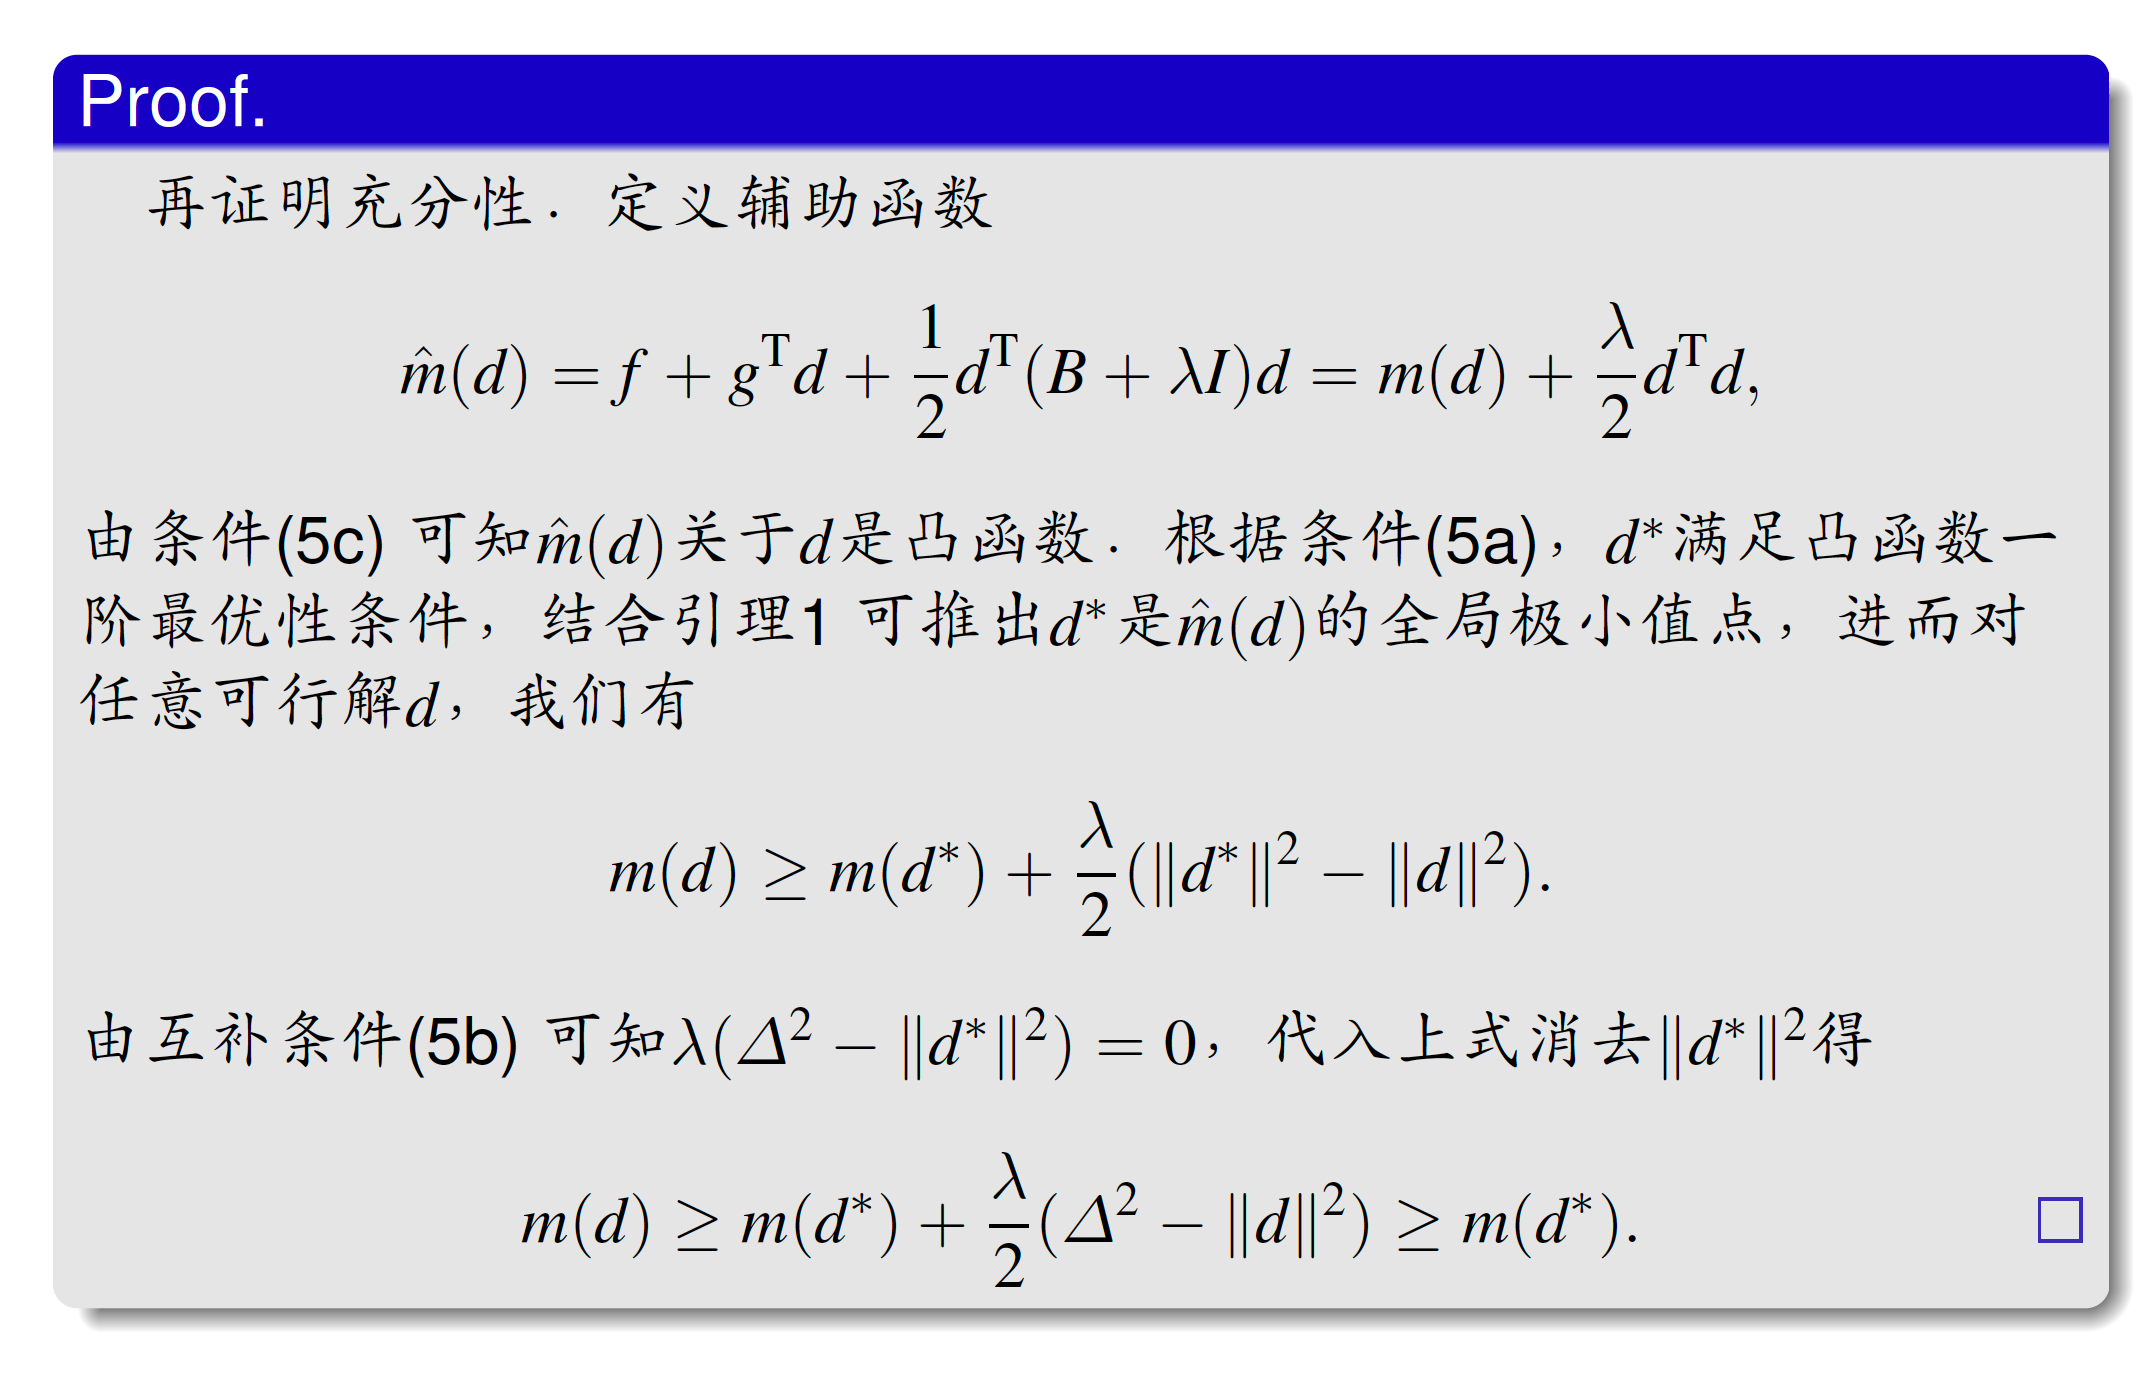 Proof.
再证明充分性．定义辅助函数
$$\hat{m}(d) = f + g^{\mathrm{T}}d + \frac{1}{2}d^{\mathrm{T}}(B + \lambda I)d = m(d) + \frac{\lambda}{2}d^{\mathrm{T}}d,$$
由条件(5c) 可知$\hat{m}(d)$关于$d$是凸函数．根据条件(5a)，$d^*$满足凸函数一
阶最优性条件，结合引理1 可推出$d^*$是$\hat{m}(d)$的全局极小值点，进而对
任意可行解$d$，我们有
$$m(d) \geq m(d^*) + \frac{\lambda}{2}(\|d^*\|^2 - \|d\|^2).$$
由互补条件(5b) 可知$\lambda(\Delta^2 - \|d^*\|^2) = 0$，代入上式消去$\|d^*\|^2$得
$$m(d) \geq m(d^*) + \frac{\lambda}{2}(\Delta^2 - \|d\|^2) \geq m(d^*).$$ □